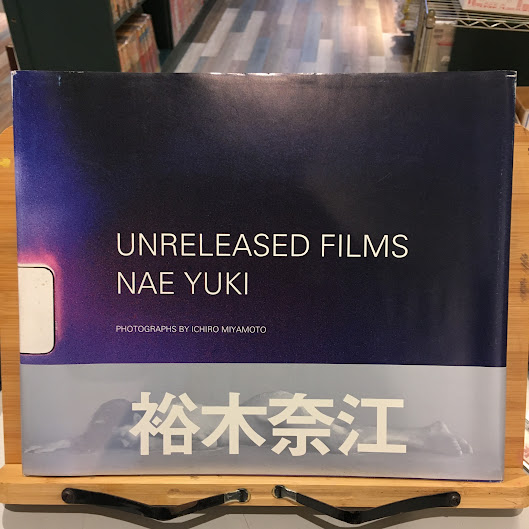 UNRELEASED FILMS
NAE YUKI
PHOTOGRAPHS BY ICHIRO MIYAMOTO
裕木奈江